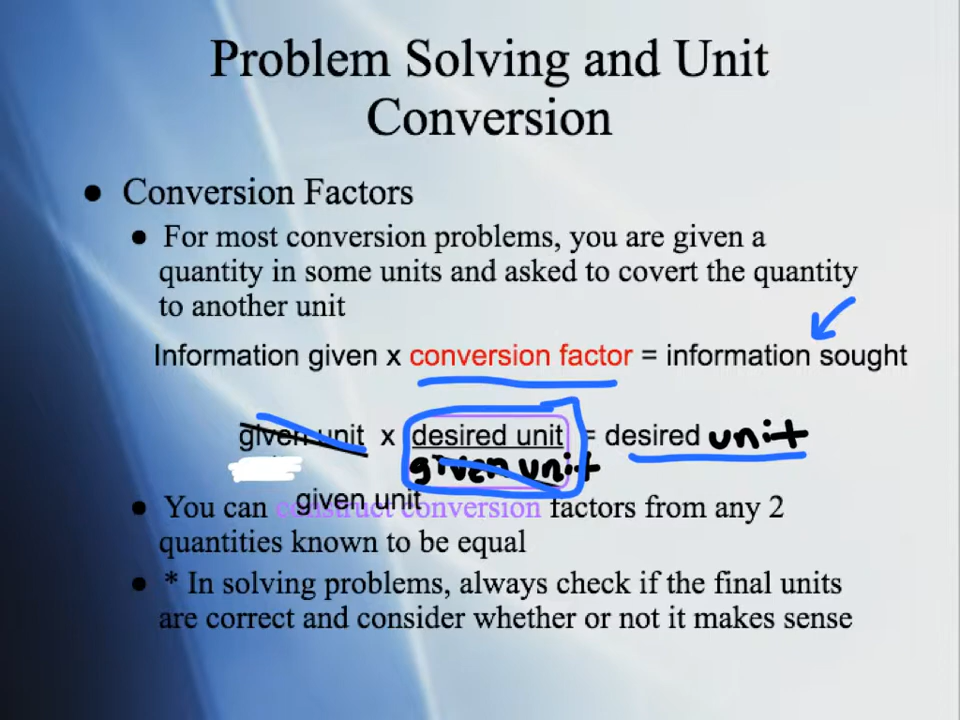 Problem Solving and Unit
Conversion
● Conversion Factors
● For most conversion problems, you are given a
quantity in some units and asked to covert the quantity
to another unit
Information given x conversion factor = information sought
given unit x desired unit = desired unit
given unit
given unit
● You can construct conversion factors from any 2
quantities known to be equal
● * In solving problems, always check if the final units
are correct and consider whether or not it makes sense